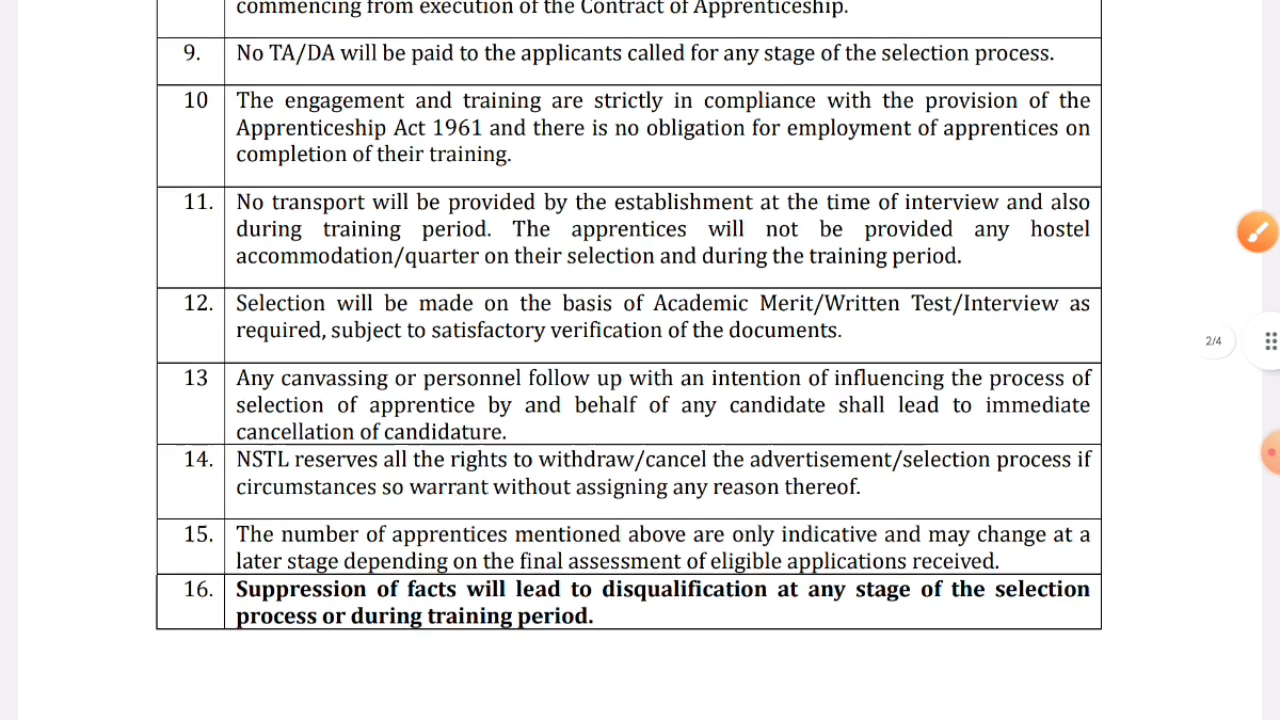 commencing from execution of the Contract of Apprenticeship.
9. No TA/DA will be paid to the applicants called for any stage of the selection process.
10 The engagement and training are strictly in compliance with the provision of the
Apprenticeship Act 1961 and there is no obligation for employment of apprentices on
completion of their training.
11. No transport will be provided by the establishment at the time of interview and also
during training period. The apprentices will not be provided any hostel
accommodation/quarter on their selection and during the training period.
12. Selection will be made on the basis of Academic Merit/Written Test/Interview as
required, subject to satisfactory verification of the documents.
13 Any canvassing or personnel follow up with an intention of influencing the process of
selection of apprentice by and behalf of any candidate shall lead to immediate
cancellation of candidature.
14. NSTL reserves all the rights to withdraw/cancel the advertisement/selection process if
circumstances so warrant without assigning any reason thereof.
15. The number of apprentices mentioned above are only indicative and may change at a
later stage depending on the final assessment of eligible applications received.
16. Suppression of facts will lead to disqualification at any stage of the selection
process or during training period.
2/4